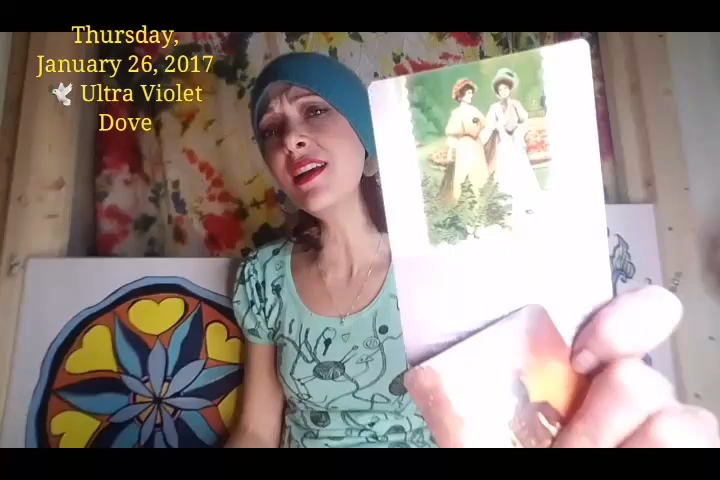 Thursday,
January 26, 2017
🕊 Ultra Violet
Dove